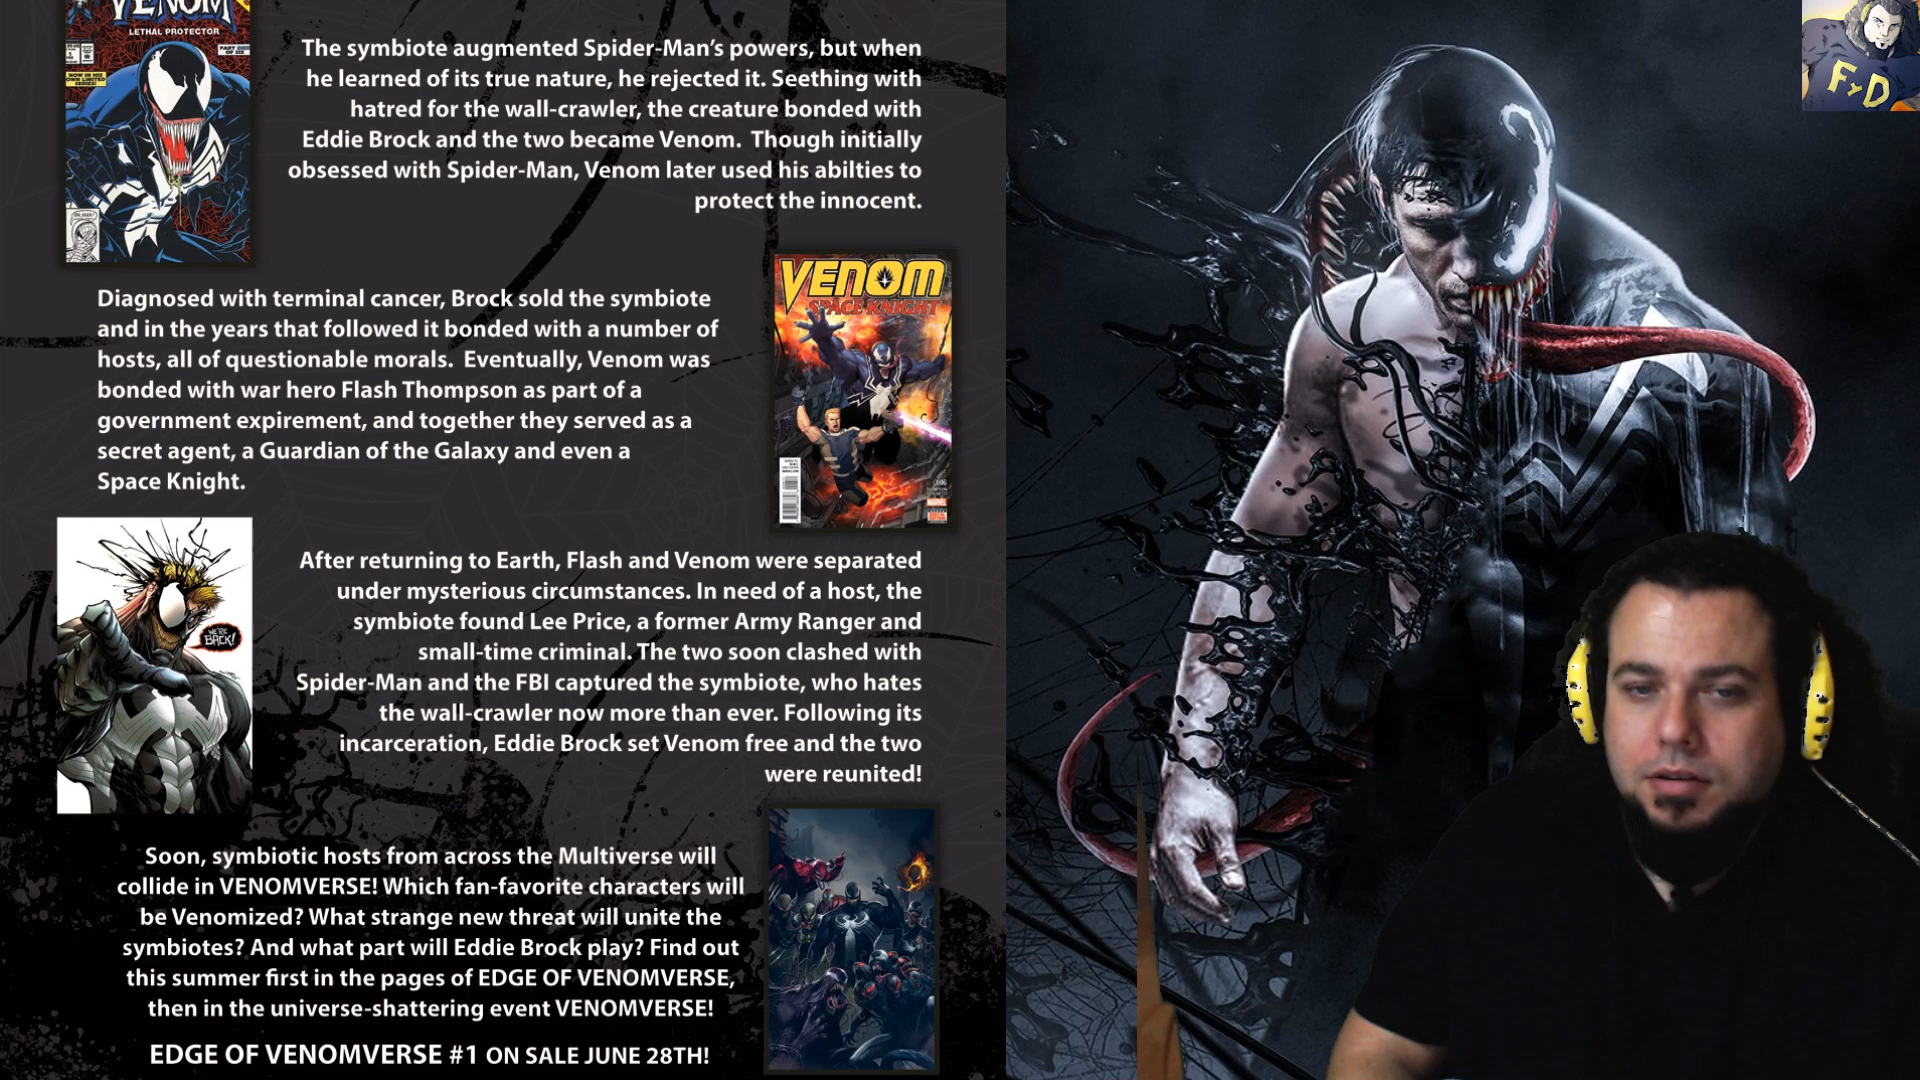 VENOM
LETHAL PROTECTOR
The symbiote augmented Spider-Man’s powers, but when
he learned of its true nature, he rejected it. Seething with
hatred for the wall-crawler, the creature bonded with
Eddie Brock and the two became Venom.  Though initially
obsessed with Spider-Man, Venom later used his abilties to
protect the innocent.
Diagnosed with terminal cancer, Brock sold the symbiote
and in the years that followed it bonded with a number of
hosts, all of questionable morals.  Eventually, Venom was
bonded with war hero Flash Thompson as part of a
government expirement, and together they served as a
secret agent, a Guardian of the Galaxy and even a
Space Knight.
VENOM
SPACE KNIGHT
After returning to Earth, Flash and Venom were separated
under mysterious circumstances. In need of a host, the
symbiote found Lee Price, a former Army Ranger and
small-time criminal. The two soon clashed with
Spider-Man and the FBI captured the symbiote, who hates
the wall-crawler now more than ever. Following its
incarceration, Eddie Brock set Venom free and the two
were reunited!
WE'RE
BACK!
Soon, symbiotic hosts from across the Multiverse will
collide in VENOMVERSE! Which fan-favorite characters will
be Venomized? What strange new threat will unite the
symbiotes? And what part will Eddie Brock play? Find out
this summer first in the pages of EDGE OF VENOMVERSE,
then in the universe-shattering event VENOMVERSE!
EDGE OF VENOMVERSE #1 ON SALE JUNE 28TH!
FyD